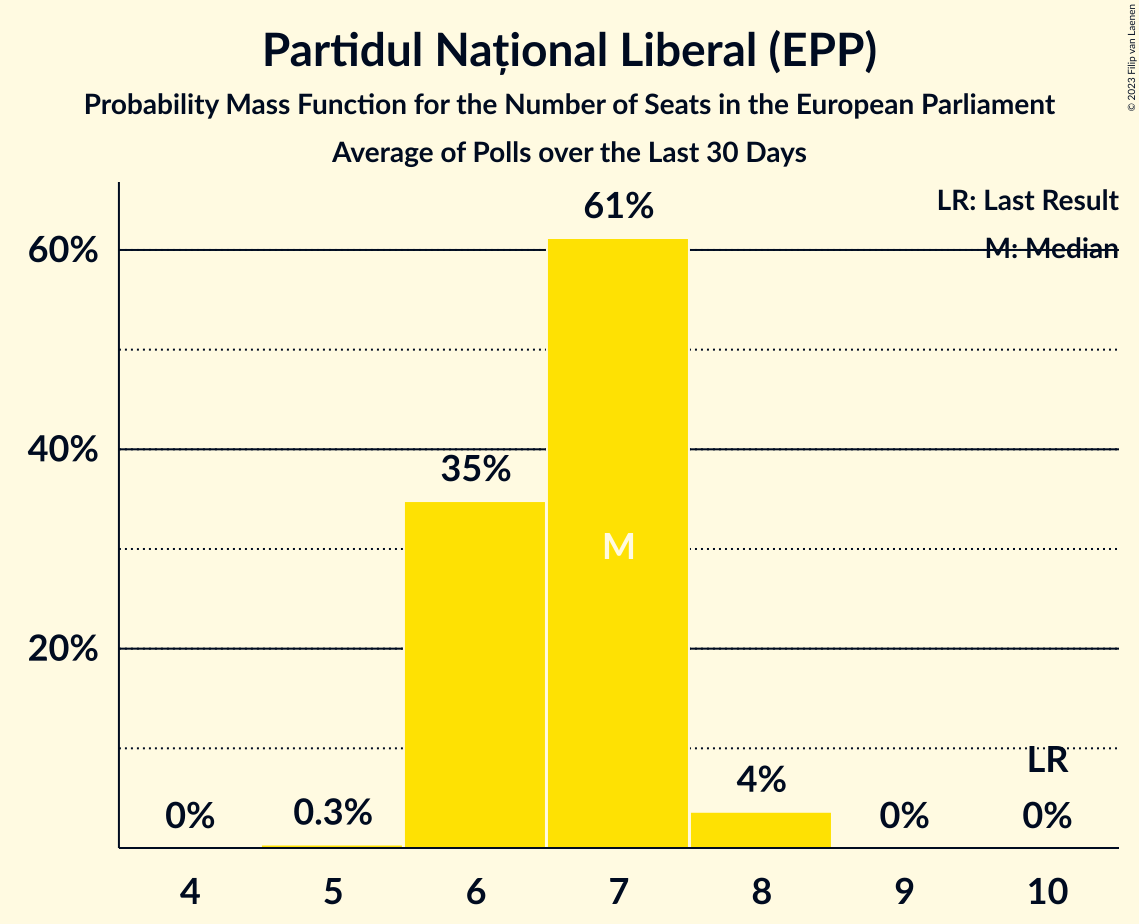 Partidul Național Liberal (EPP)
Probability Mass Function for the Number of Seats in the European Parliament
Average of Polls over the Last 30 Days
© 2023 Filip van Laenen
LR: Last Result
M: Median
61%
60%
40%
35%
M
20%
LR
4%
0.3%
0%
0%
0%
4 5 6 7 8 9 10